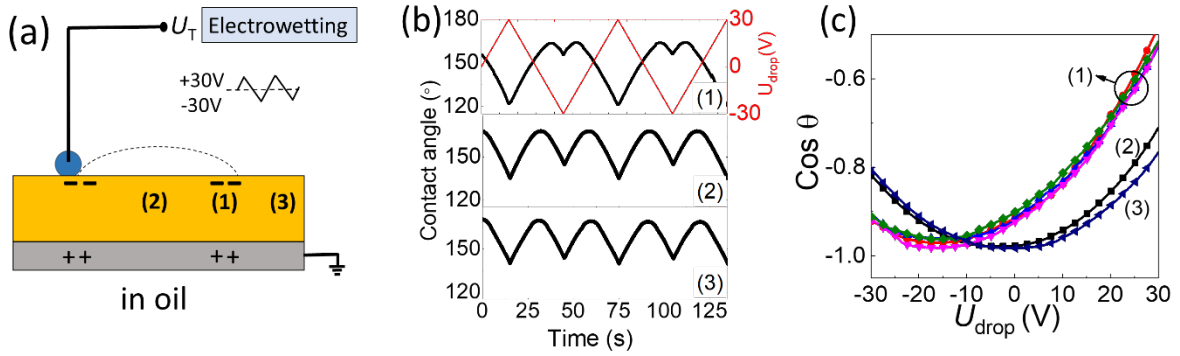 (a)
U_T Electrowetting
+30V
-30V
(2) (1) (3)
++ ++
in oil
(b)
180
150
120
150
120
150
120
Contact angle (°)
30
0
-30
U_drop(V)
(1)
(2)
(3)
0 25 50 75 100 125
Time (s)
(c)
Cos θ
-0.6
-0.8
-1.0
(1)
(2)
(3)
-30 -20 -10 0 10 20 30
U_drop (V)